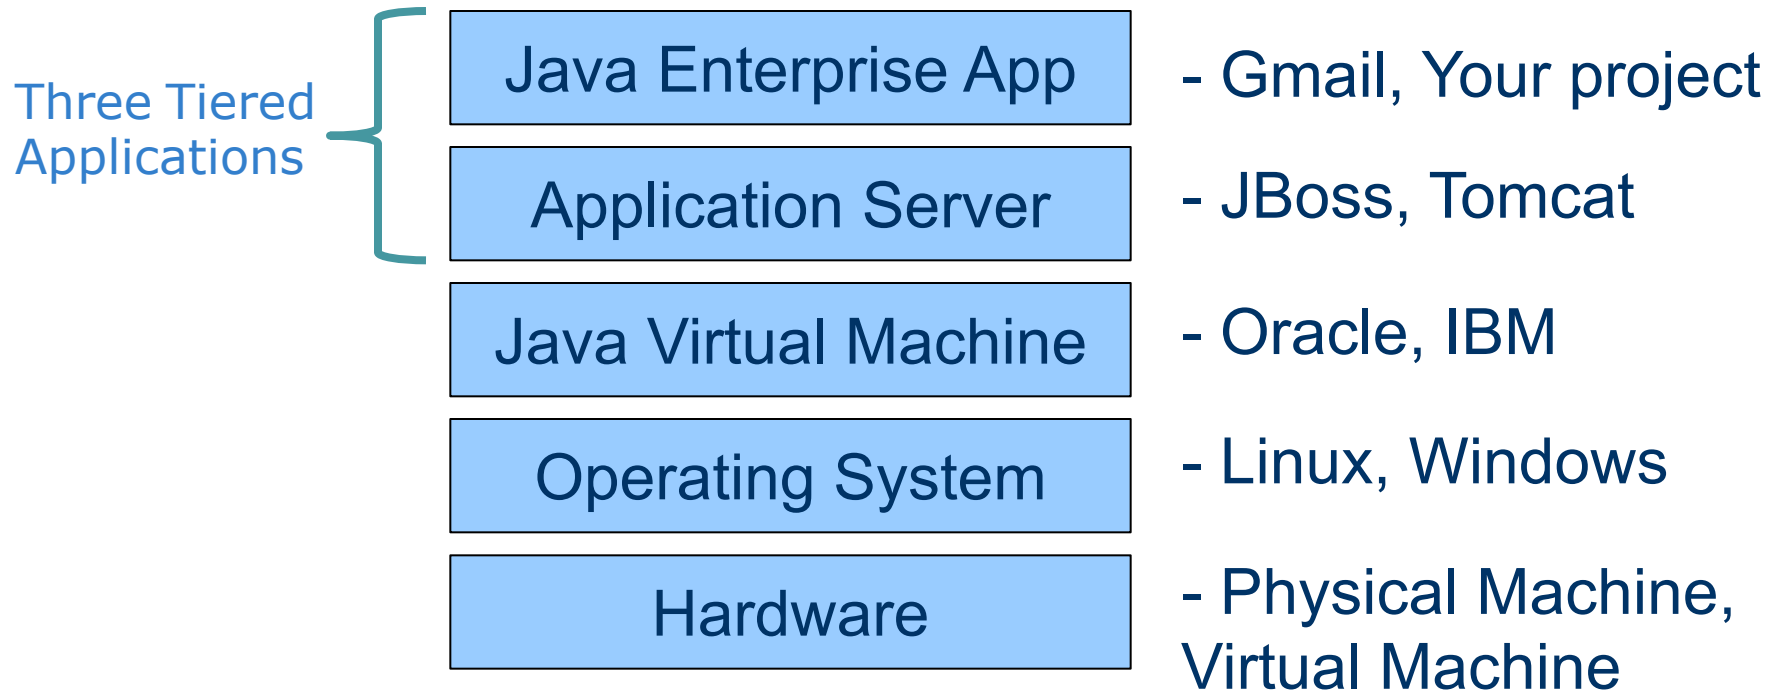 Three Tiered
Applications
Java Enterprise App
- Gmail, Your project
Application Server
- JBoss, Tomcat
Java Virtual Machine
- Oracle, IBM
Operating System
- Linux, Windows
Hardware
- Physical Machine,
Virtual Machine